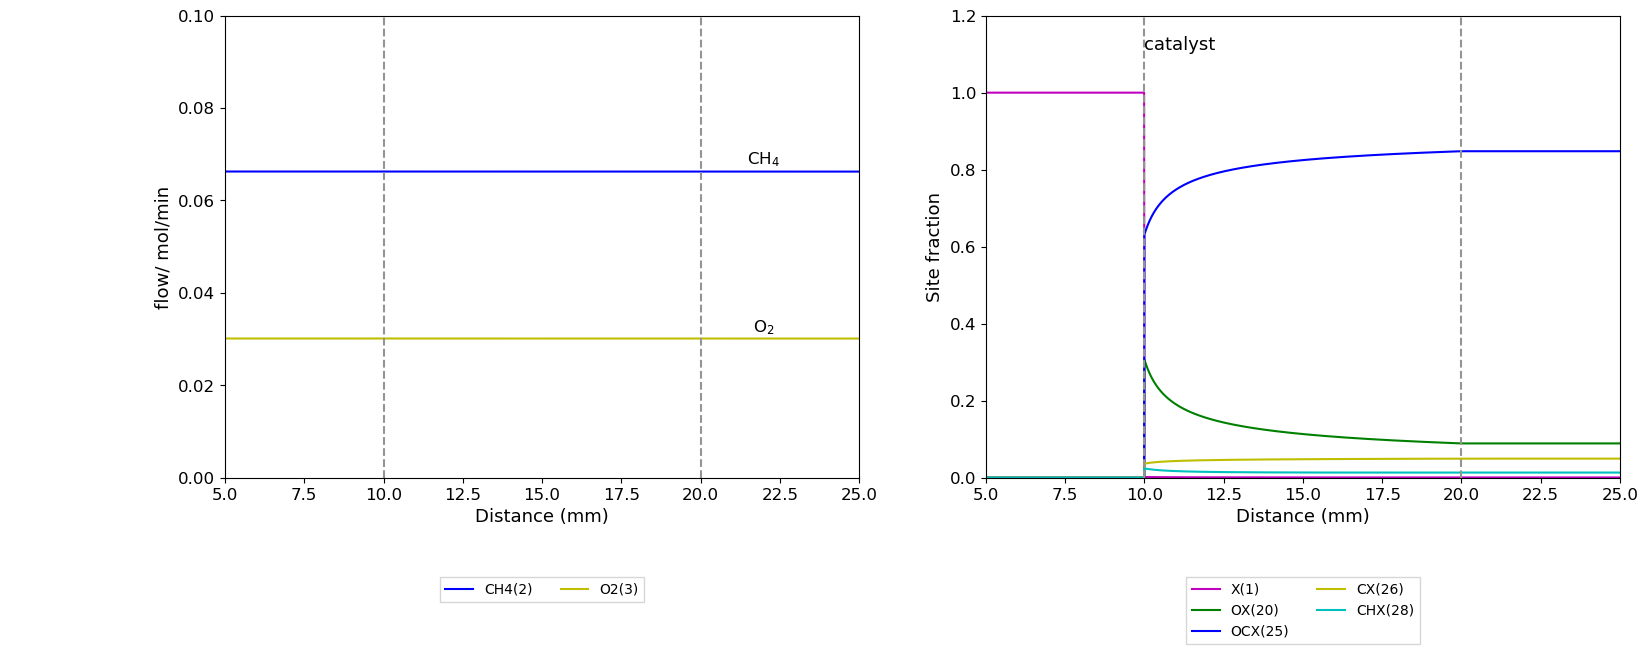 0.10
0.08
0.06
0.04
0.02
0.00
flow/ mol/min
CH₄
O₂
5.0 7.5 10.0 12.5 15.0 17.5 20.0 22.5 25.0
Distance (mm)
CH4(2) O2(3)
1.2
1.0
0.8
0.6
0.4
0.2
0.0
Site fraction
catalyst
5.0 7.5 10.0 12.5 15.0 17.5 20.0 22.5 25.0
Distance (mm)
X(1) CX(26)
OX(20) CHX(28)
OCX(25)